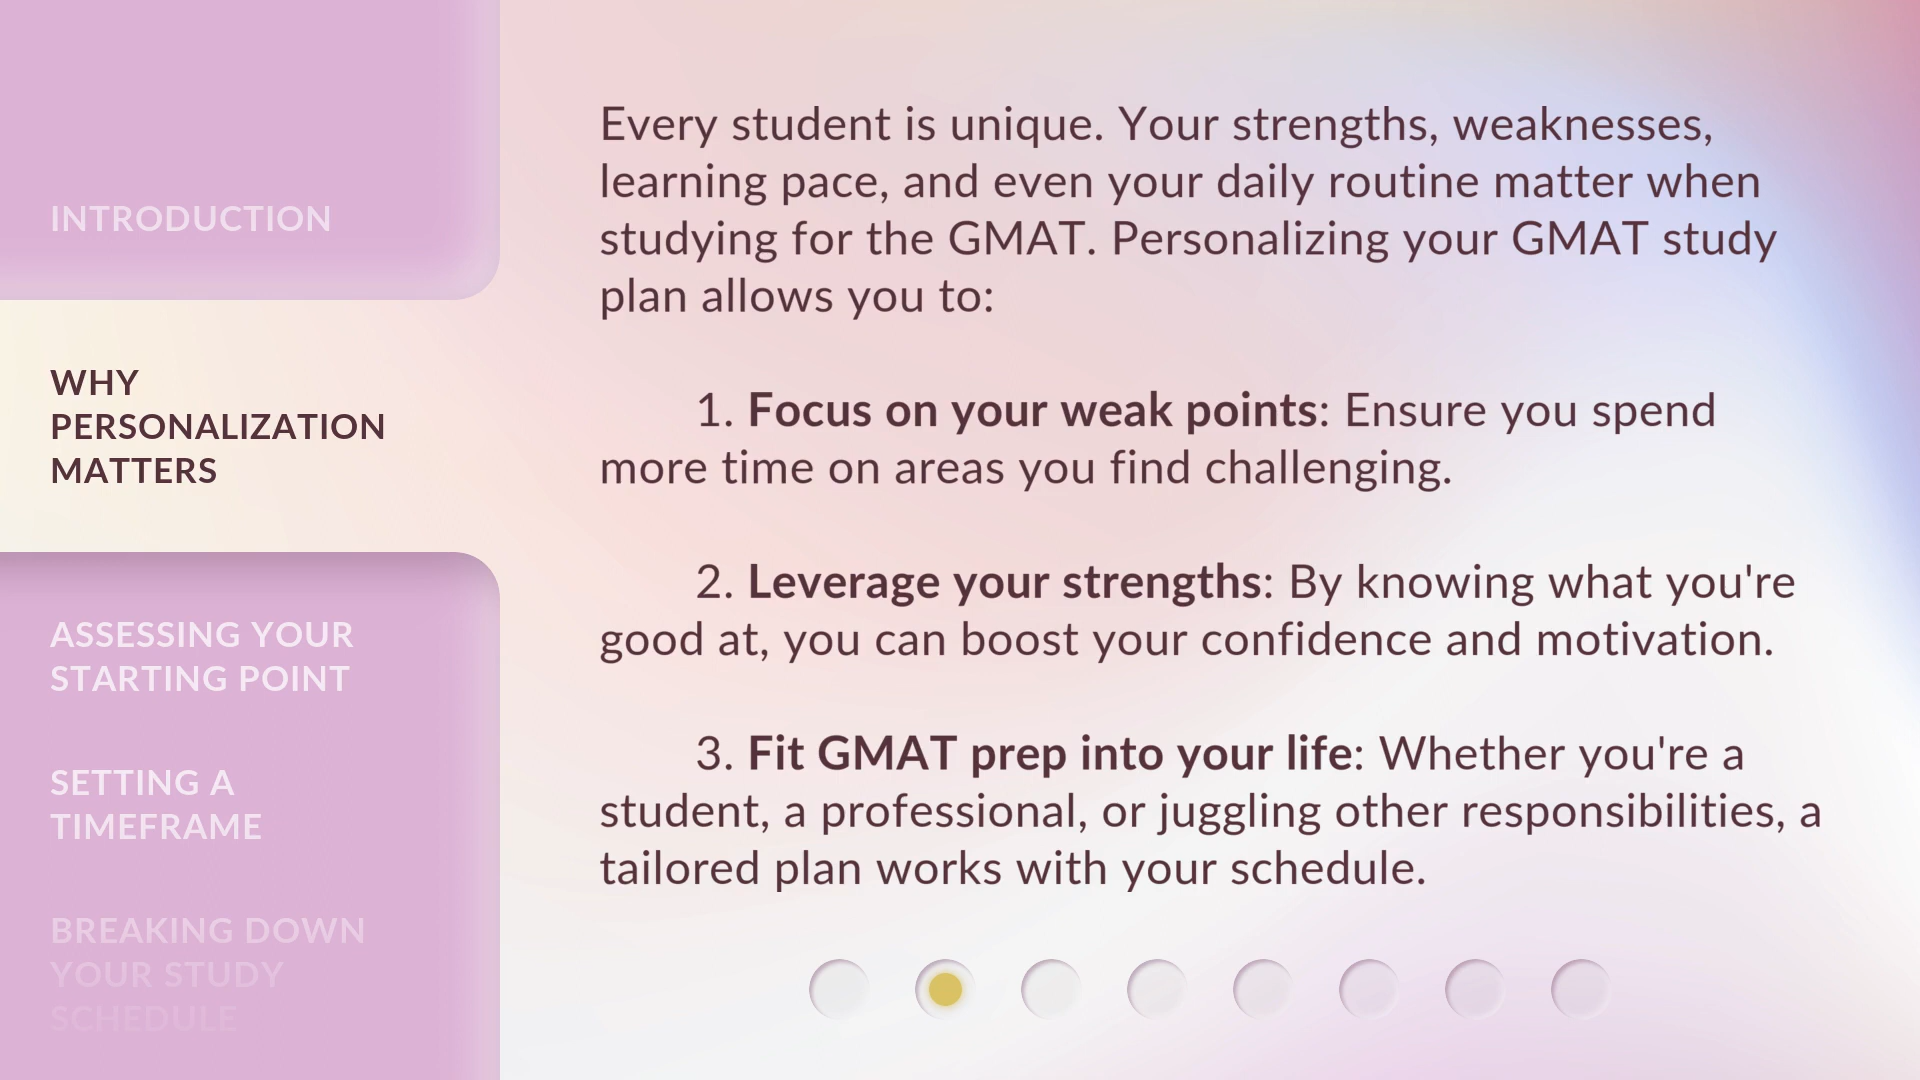 INTRODUCTION
WHY
PERSONALIZATION
MATTERS
ASSESSING YOUR
STARTING POINT
SETTING A
TIMEFRAME
BREAKING DOWN
YOUR STUDY
SCHEDULE
Every student is unique. Your strengths, weaknesses,
learning pace, and even your daily routine matter when
studying for the GMAT. Personalizing your GMAT study
plan allows you to:
1. Focus on your weak points: Ensure you spend
more time on areas you find challenging.
2. Leverage your strengths: By knowing what you're
good at, you can boost your confidence and motivation.
3. Fit GMAT prep into your life: Whether you're a
student, a professional, or juggling other responsibilities, a
tailored plan works with your schedule.